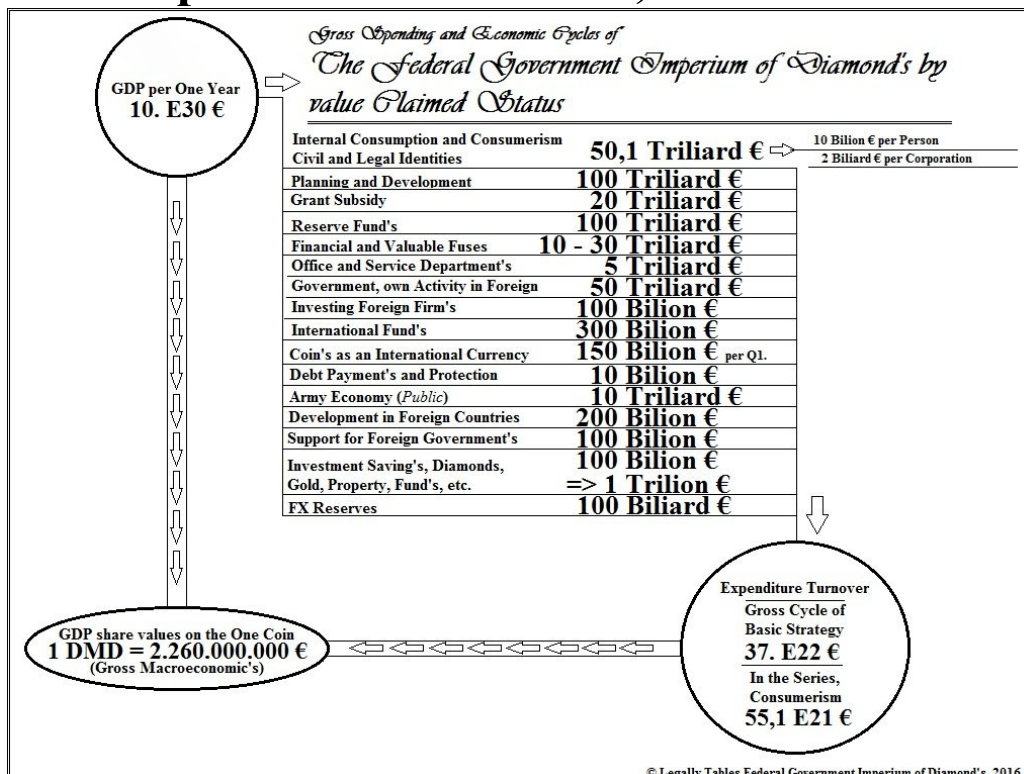 GDP per One Year
10. E30 €
Gross Spending and Economic Cycles of
The Federal Government Imperium of Diamond's by
value Claimed Status
Internal Consumption and Consumerism
Civil and Legal Identities 50,1 Triliard €
10 Bilion € per Person
2 Biliard € per Corporation
Planning and Development 100 Triliard €
Grant Subsidy 20 Triliard €
Reserve Fund's 100 Triliard €
Financial and Valuable Fuses 10 - 30 Triliard €
Office and Service Department's 5 Triliard €
Government, own Activity in Foreign 50 Triliard €
Investing Foreign Firm's 100 Bilion €
International Fund's 300 Bilion €
Coin's as an International Currency 150 Bilion € per Q1.
Debt Payment's and Protection 10 Bilion €
Army Economy (Public) 10 Triliard €
Development in Foreign Countries 200 Bilion €
Support for Foreign Government's 100 Bilion €
Investment Saving's, Diamonds, 100 Bilion €
Gold, Property, Fund's, etc. => 1 Trilion €
FX Reserves 100 Biliard €
Expenditure Turnover
Gross Cycle of
Basic Strategy
37. E22 €
In the Series,
Consumerism
55,1 E21 €
GDP share values on the One Coin
1 DMD = 2.260.000.000 €
(Gross Macroeconomic's)
© Legally Tables Federal Government Imperium of Diamond's, 2016